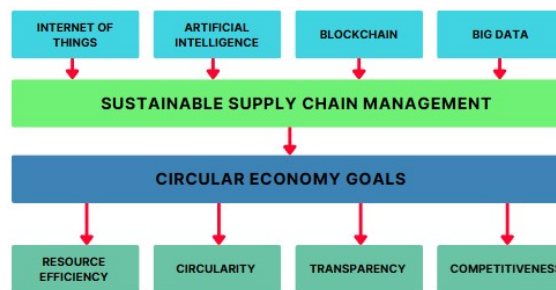 INTERNET OF
THINGS
ARTIFICIAL
INTELLIGENCE
BLOCKCHAIN
BIG DATA
SUSTAINABLE SUPPLY CHAIN MANAGEMENT
CIRCULAR ECONOMY GOALS
RESOURCE
EFFICIENCY
CIRCULARITY
TRANSPARENCY
COMPETITIVENESS